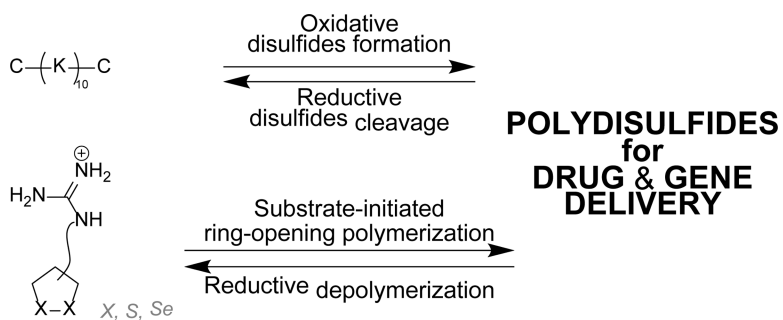 Oxidative
disulfides formation
C-(K)10-C
Reductive
disulfides cleavage
POLYDISULFIDES
for
DRUG & GENE
DELIVERY
⊕
NH2
H2N
NH
Substrate-initiated
ring-opening polymerization
Reductive depolymerization
X-X
X, S, Se